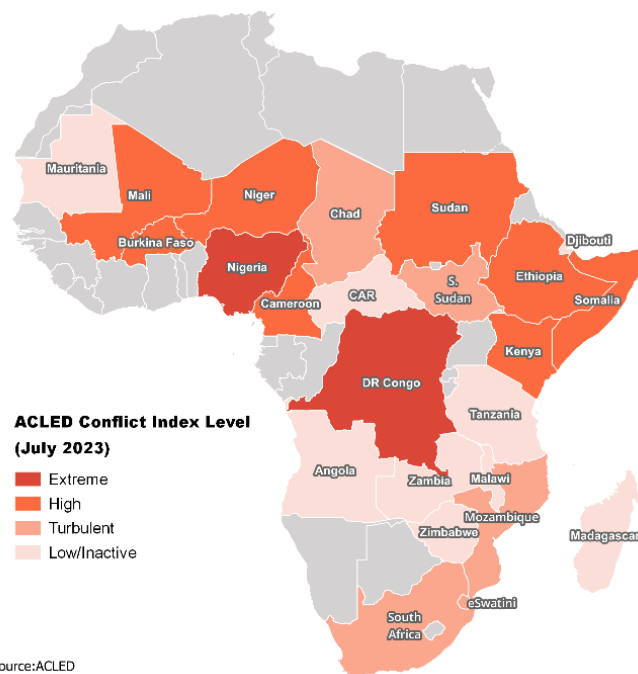 Mauritania
Mali
Niger
Chad
Sudan
Burkina Faso
Djibouti
Nigeria
Ethiopia
S.
Sudan
CAR
Cameroon
Somalia
Kenya
DR Congo
Tanzania
ACLED Conflict Index Level
(July 2023)
Extreme
High
Turbulent
Low/Inactive
Angola
Zambia
Malawi
Mozambique
Zimbabwe
Madagascar
eSwatini
South
Africa
ource:ACLED